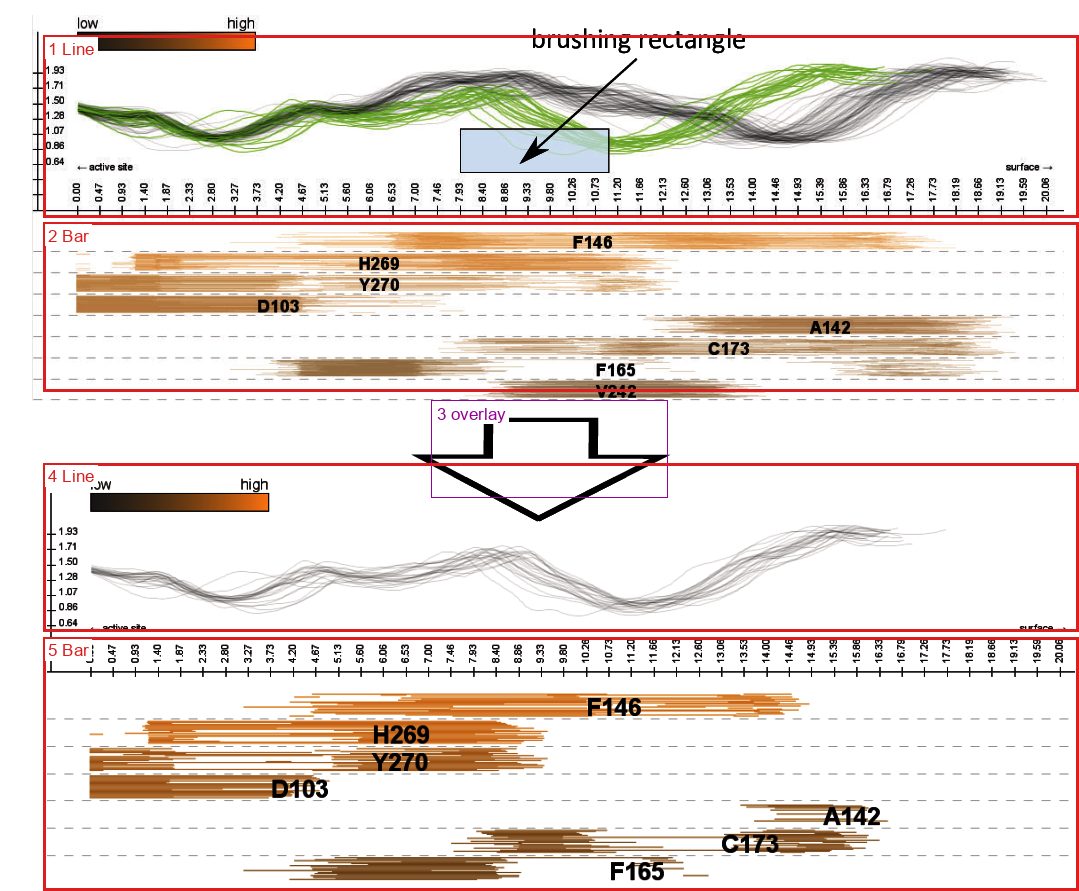 low high
brushing rectangle
1 Line
1.93
1.71
1.50
1.28
1.07
0.86
0.64
← active site surface →
0.00 0.47 0.93 1.40 1.87 2.33 2.80 3.27 3.73 4.20 4.67 5.13 5.60 6.06 6.53 7.00 7.46 7.93 8.40 8.86 9.33 9.80 10.26 10.73 11.20 11.66 12.13 12.60 13.06 13.53 14.00 14.46 14.93 15.39 15.86 16.33 16.79 17.26 17.73 18.19 18.66 19.13 19.59 20.06
2 Bar
F146
H269
Y270
D103
A142
C173
F165
V242
3 overlay
4 Line
low high
1.93
1.71
1.50
1.28
1.07
0.86
0.64
active site surface
5 Bar
0.47 0.93 1.40 1.87 2.33 2.80 3.27 3.73 4.20 4.67 5.13 5.60 6.06 6.53 7.00 7.46 7.93 8.40 8.86 9.33 9.80 10.26 10.73 11.20 11.66 12.13 12.60 13.06 13.53 14.00 14.46 14.93 15.39 15.86 16.33 16.79 17.26 17.73 18.19 18.66 19.13 19.59 20.06
F146
H269
Y270
D103
A142
C173
F165